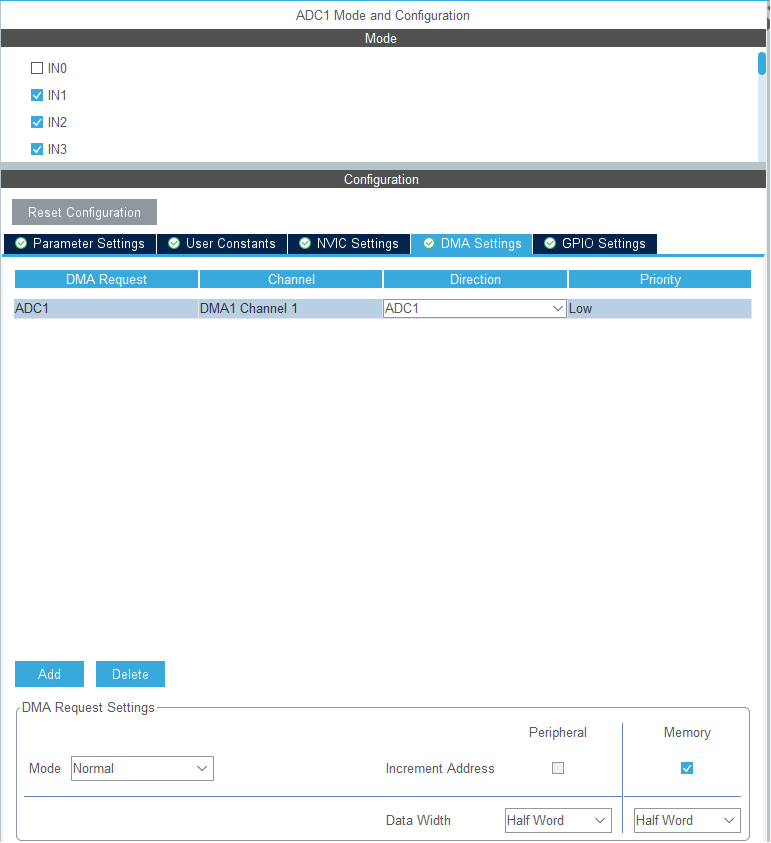 ADC1 Mode and Configuration
Mode
IN0
IN1
IN2
IN3
Configuration
Reset Configuration
Parameter Settings User Constants NVIC Settings DMA Settings GPIO Settings
DMA Request Channel Direction Priority
ADC1 DMA1 Channel 1 ADC1 Low
Add Delete
DMA Request Settings
Peripheral Memory
Mode Normal Increment Address
Data Width Half Word Half Word